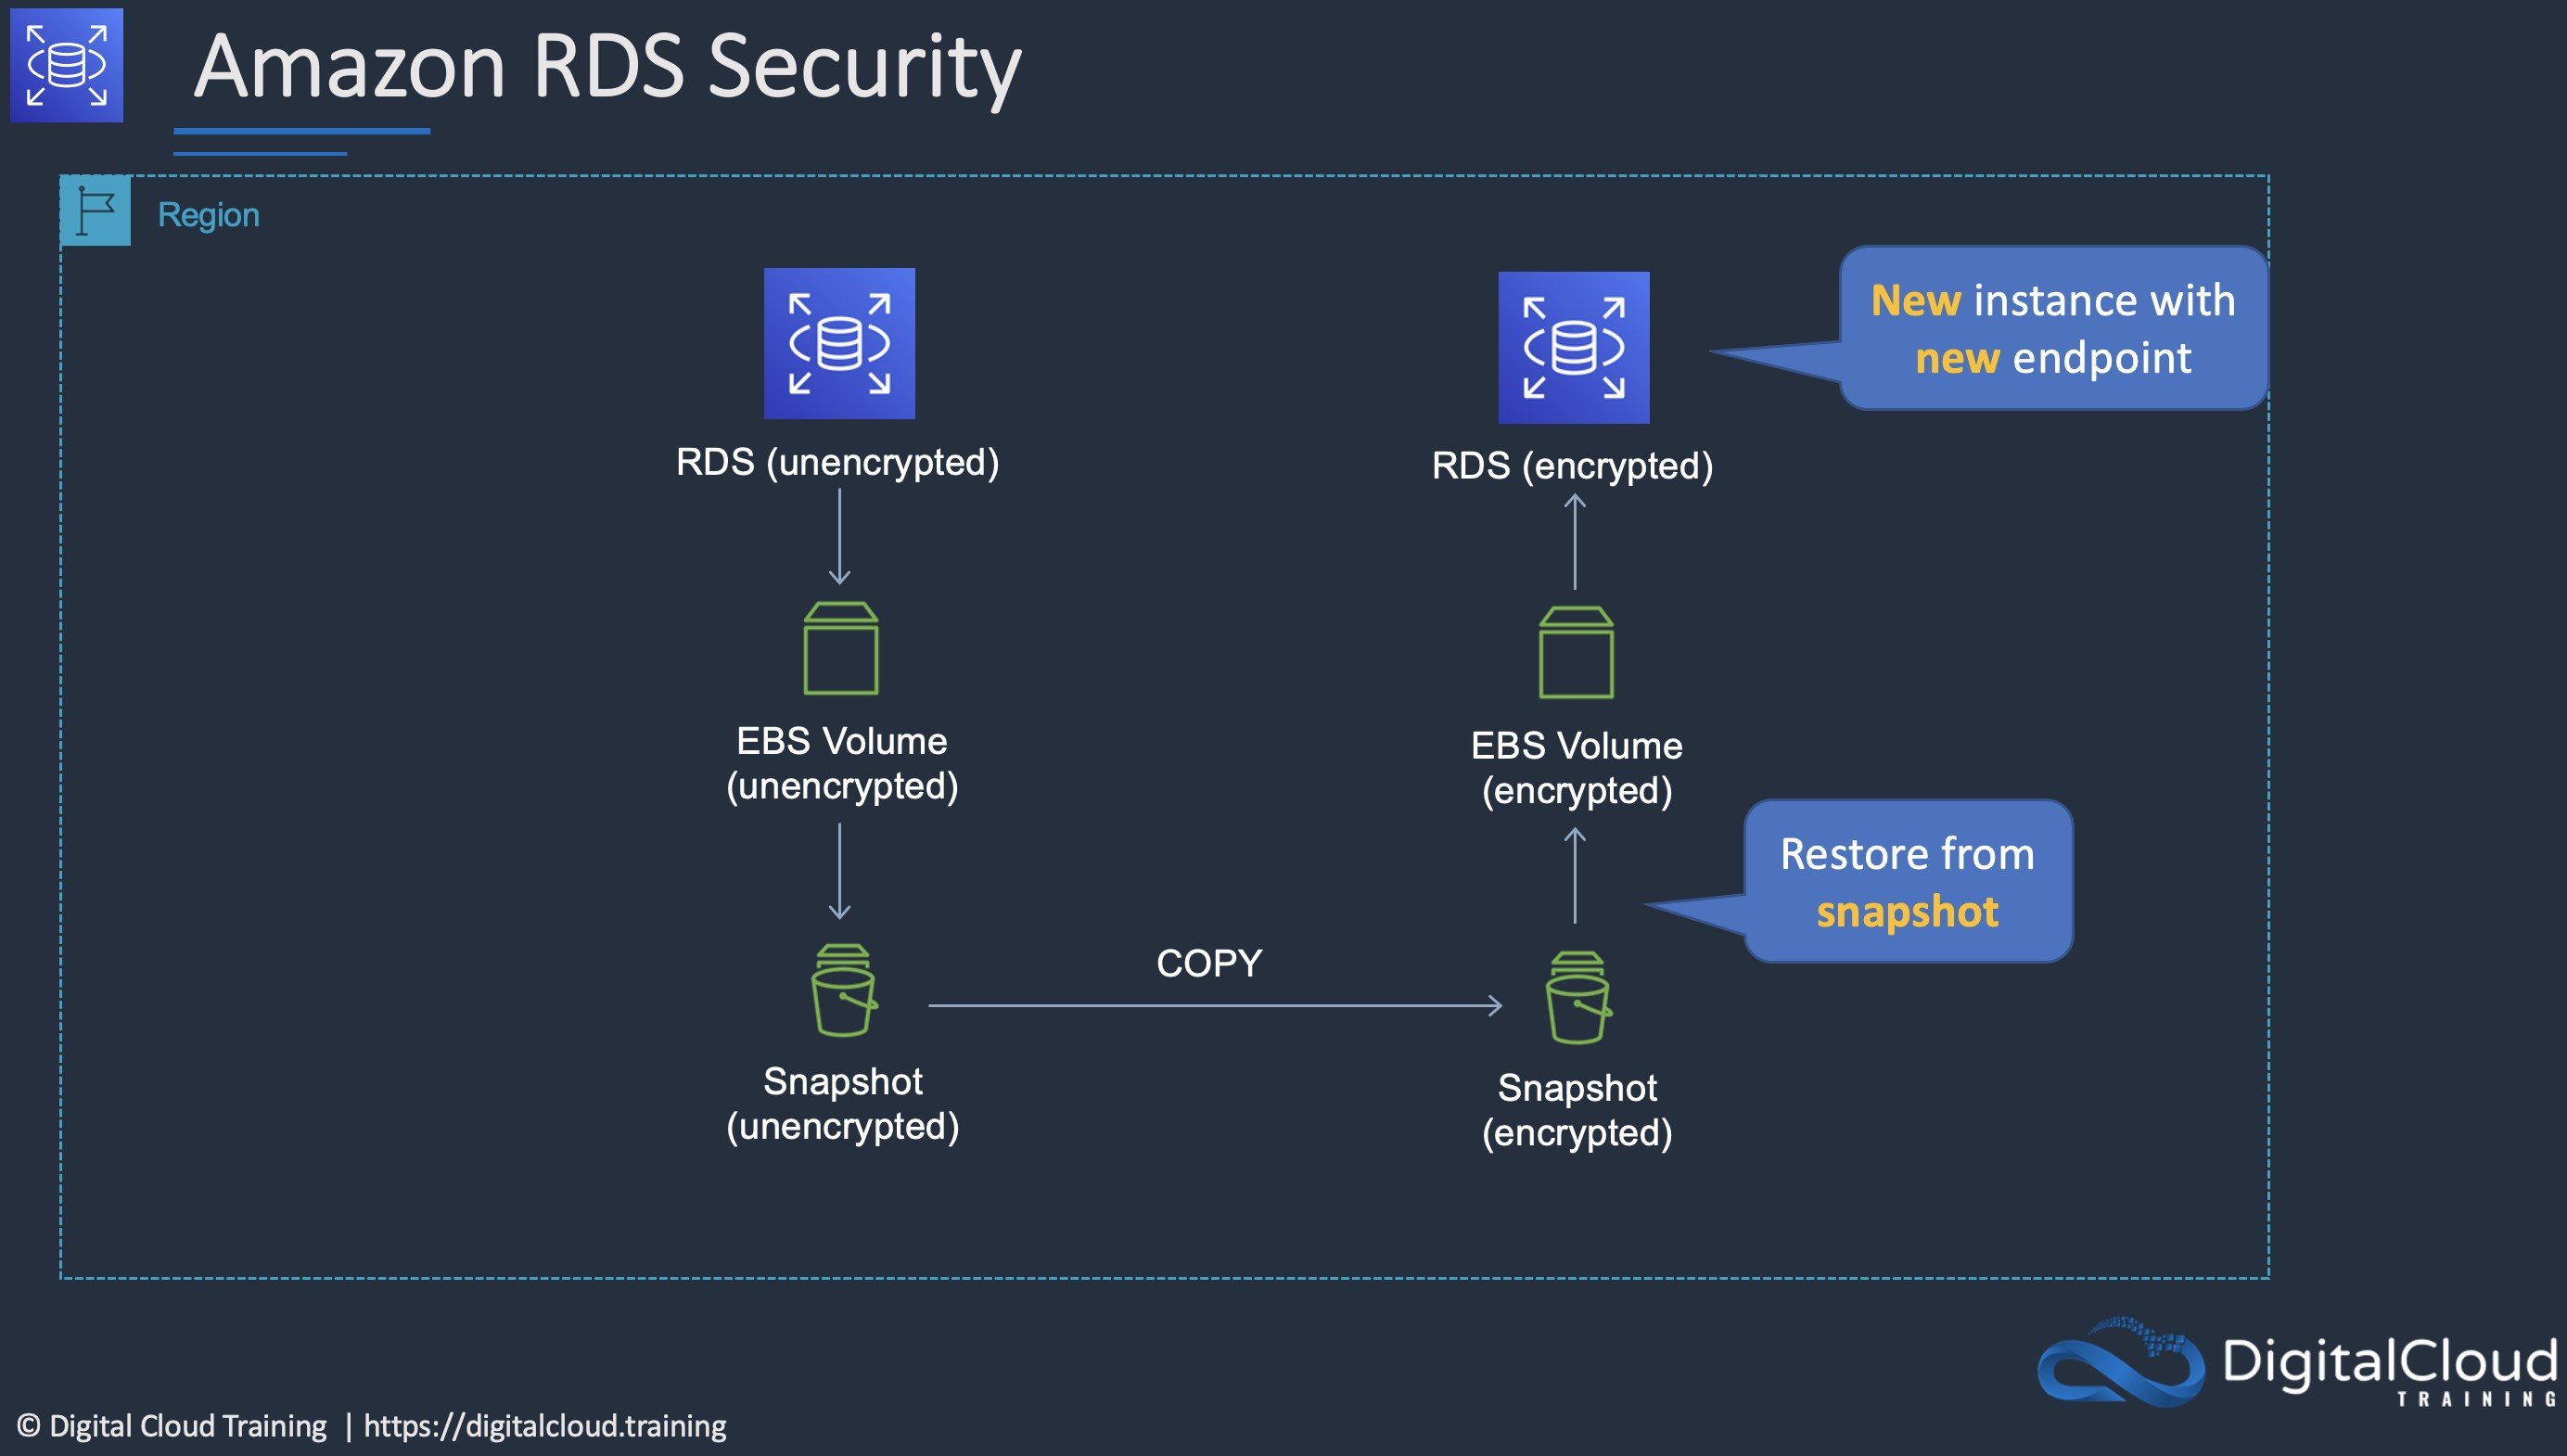 Amazon RDS Security
Region
New instance with
new endpoint
RDS (unencrypted)
RDS (encrypted)
EBS Volume
(unencrypted)
EBS Volume
(encrypted)
Restore from
snapshot
COPY
Snapshot
(unencrypted)
Snapshot
(encrypted)
DigitalCloud
TRAINING
© Digital Cloud Training | https://digitalcloud.training